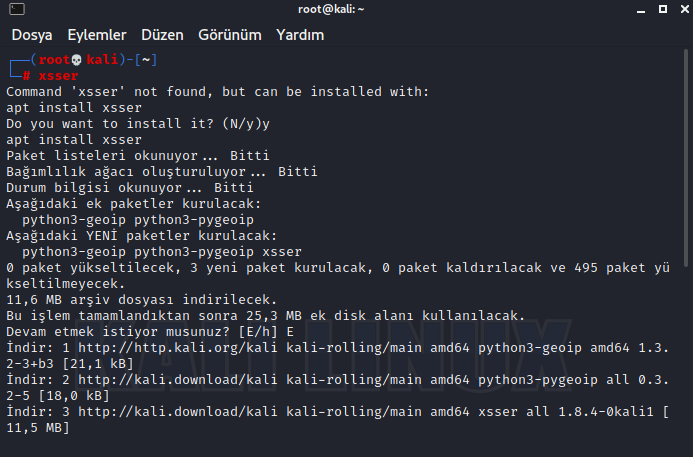 root@kali: ~
Dosya Eylemler Düzen Görünüm Yardım
┌──(root💀kali)-[~]
└─# xsser
Command 'xsser' not found, but can be installed with:
apt install xsser
Do you want to install it? (N/y)y
apt install xsser
Paket listeleri okunuyor... Bitti
Bağımlılık ağacı oluşturuluyor... Bitti
Durum bilgisi okunuyor... Bitti
Aşağıdaki ek paketler kurulacak:
  python3-geoip python3-pygeoip
Aşağıdaki YENİ paketler kurulacak:
  python3-geoip python3-pygeoip xsser
0 paket yükseltilecek, 3 yeni paket kurulacak, 0 paket kaldırılacak ve 495 paket yü
kseltilmeyecek.
11,6 MB arşiv dosyası indirilecek.
Bu işlem tamamlandıktan sonra 25,3 MB ek disk alanı kullanılacak.
Devam etmek istiyor musunuz? [E/h] E
İndir: 1 http://http.kali.org/kali kali-rolling/main amd64 python3-geoip amd64 1.3.
2-3+b3 [21,1 kB]
İndir: 2 http://kali.download/kali kali-rolling/main amd64 python3-pygeoip all 0.3.
2-5 [18,0 kB]
İndir: 3 http://kali.download/kali kali-rolling/main amd64 xsser all 1.8.4-0kali1 [
11,5 MB]
KALI LINUX